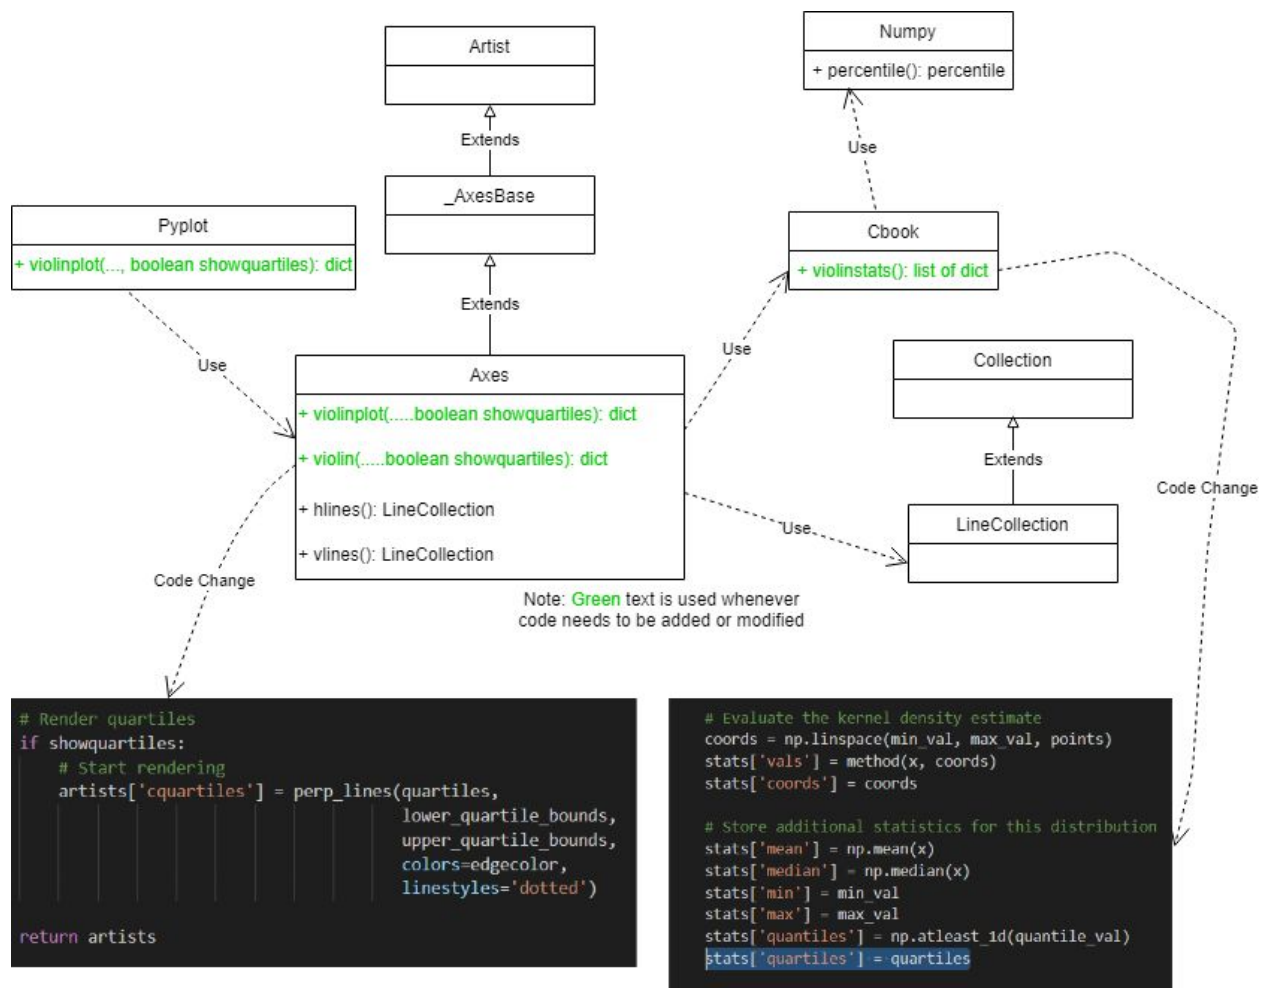 Artist
Extends
_AxesBase
Extends
Numpy
+ percentile(): percentile
Use
Cbook
+ violinstats(): list of dict
Pyplot
+ violinplot(..., boolean showquartiles): dict
Use
Axes
+ violinplot(.....boolean showquartiles): dict
+ violin(.....boolean showquartiles): dict
+ hlines(): LineCollection
+ vlines(): LineCollection
Use
Use
Collection
Extends
LineCollection
Code Change
Code Change
Note: Green text is used whenever
code needs to be added or modified
# Render quartiles
if showquartiles:
    # Start rendering
    artists['cquartiles'] = perp_lines(quartiles,
                                       lower_quartile_bounds,
                                       upper_quartile_bounds,
                                       colors=edgecolor,
                                       linestyles='dotted')
return artists
# Evaluate the kernel density estimate
coords = np.linspace(min_val, max_val, points)
stats['vals'] = method(x, coords)
stats['coords'] = coords
# Store additional statistics for this distribution
stats['mean'] = np.mean(x)
stats['median'] = np.median(x)
stats['min'] = min_val
stats['max'] = max_val
stats['quantiles'] = np.atleast_1d(quantile_val)
stats['quartiles'] = quartiles